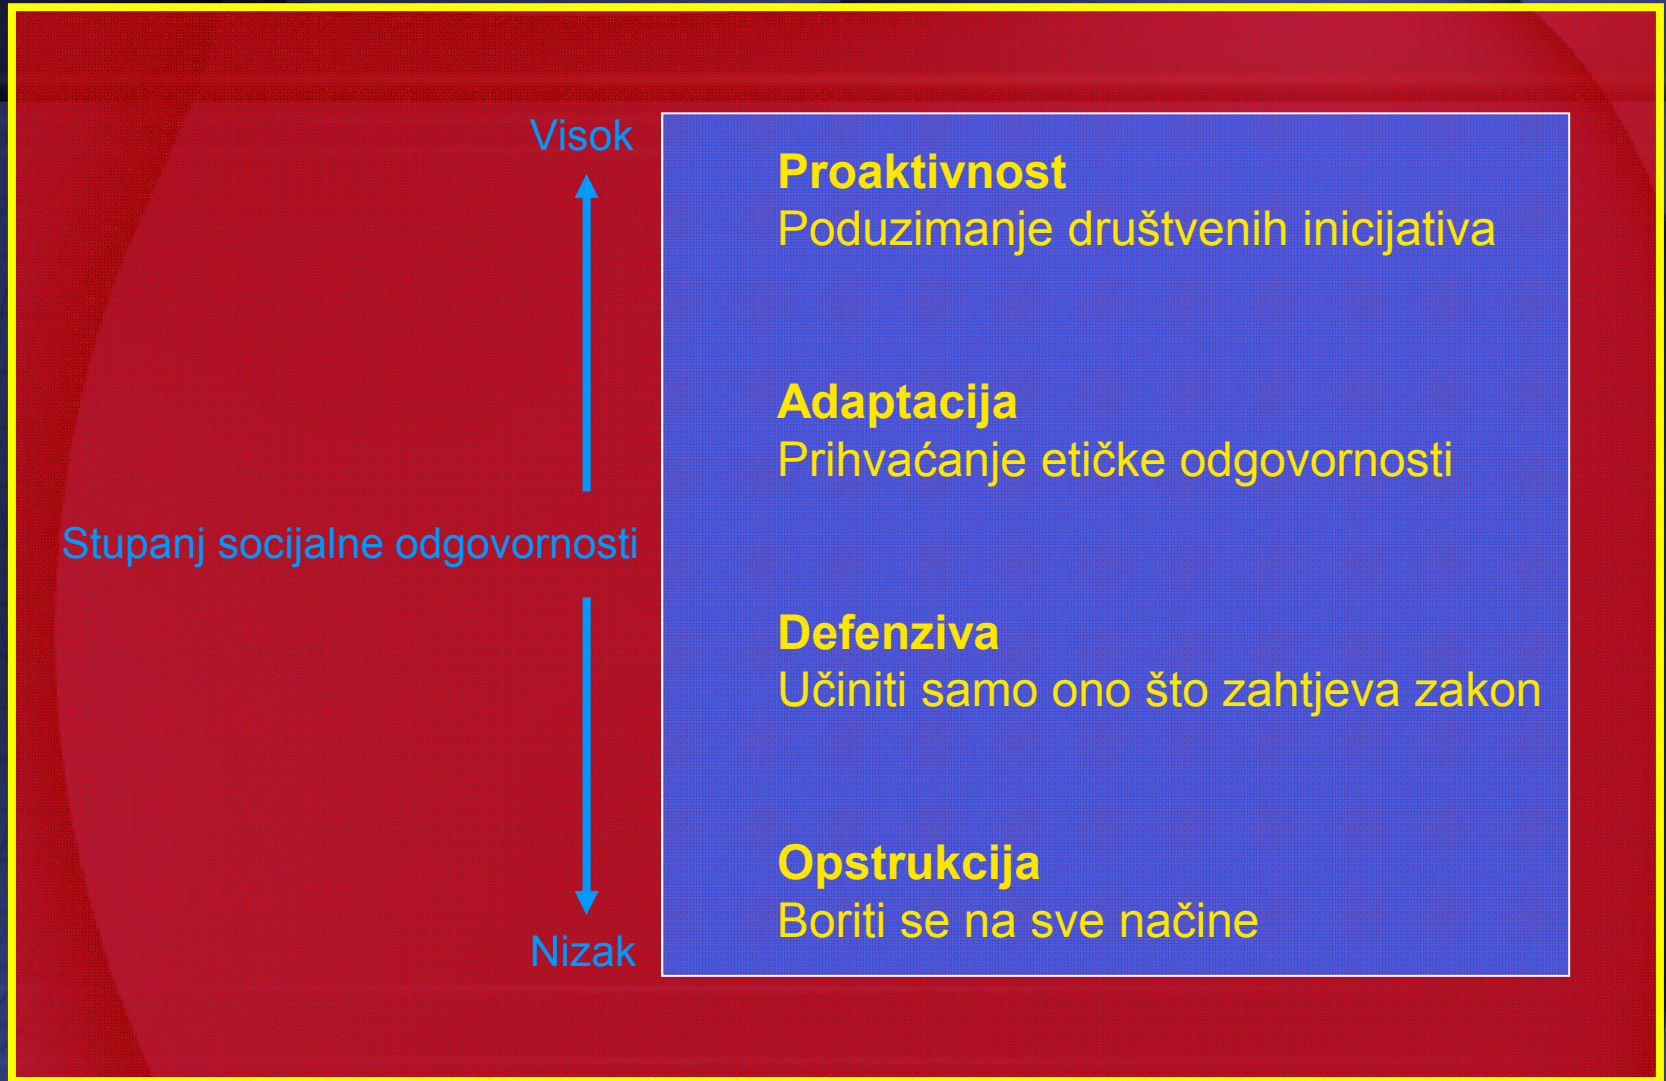 Visok
Proaktivnost
Poduzimanje društvenih inicijativa
Adaptacija
Prihvaćanje etičke odgovornosti
Stupanj socijalne odgovornosti
Defenziva
Učiniti samo ono što zahtjeva zakon
Opstrukcija
Boriti se na sve načine
Nizak